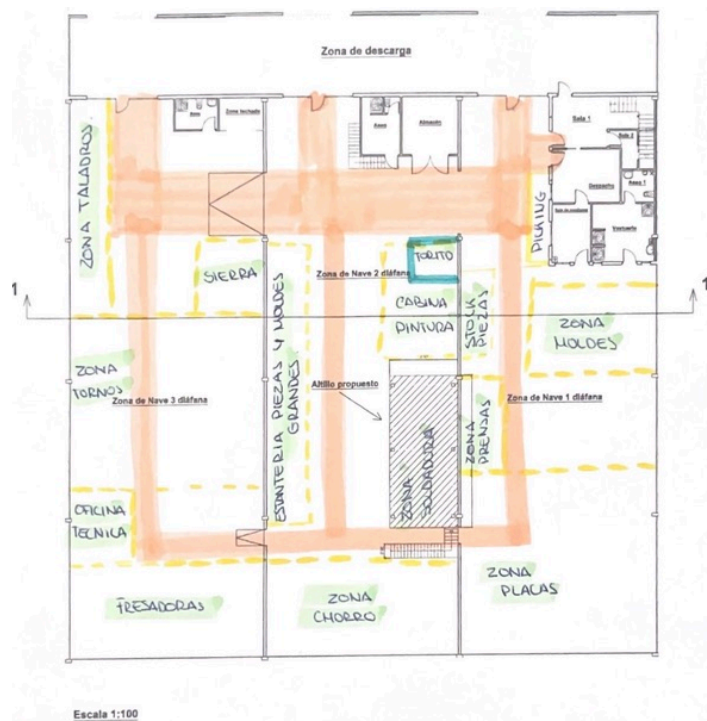 Zona de descarga
Aseo
Zona techada
Aseo
Almacén
Sala 1
Sala 2
Despacho
Aseo 1
Vestuario
ZONA TALADROS
PICKING
SIERRA
Zona de Nave 2 diáfana
TORITO
CABINA
PINTURA
STOCK
PIEZAS
1
1
ZONA
MOLDES
ZONA
TORNOS
Zona de Nave 3 diáfana
ESTANTERIA PIEZAS Y MOLDES
GRANDES
Altillo propuesto
ZONA
SOLDADURA
ZONA
PRENSAS
Zona de Nave 1 diáfana
OFICINA
TECNICA
FRESADORAS
ZONA
CHORRO
ZONA
PLACAS
Escala 1:100